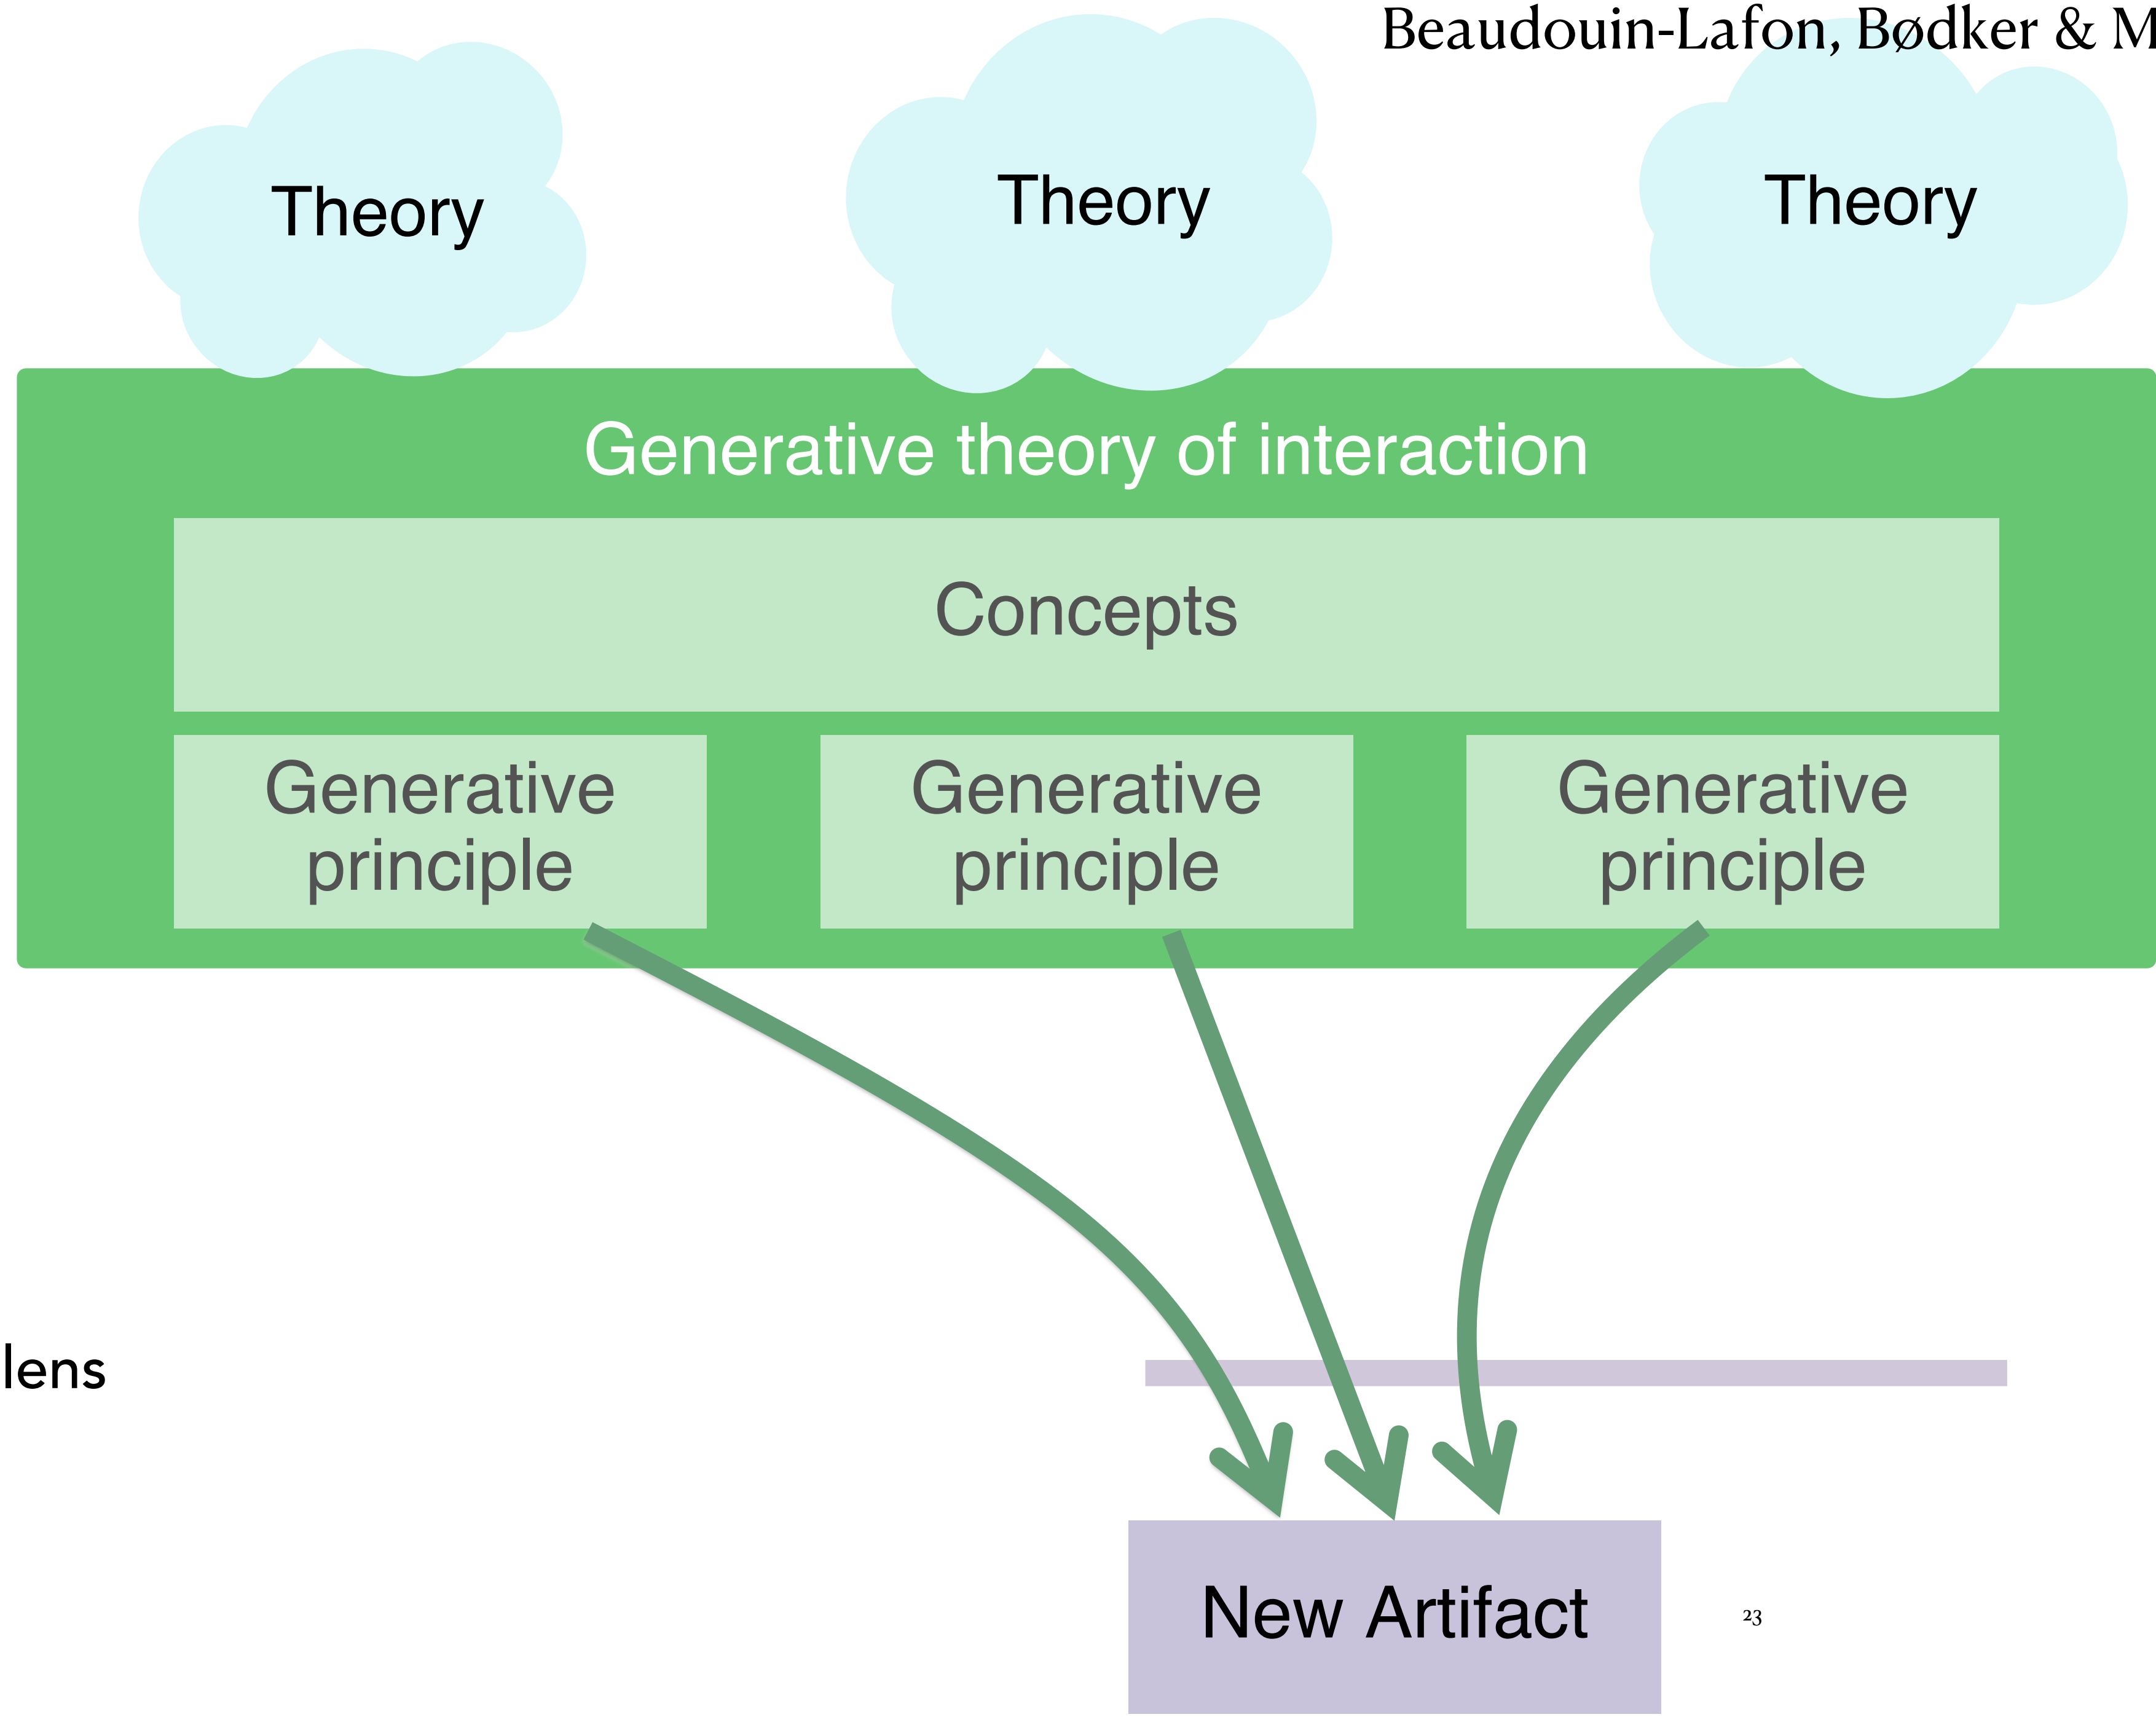 Beaudouin-Lafon, Bødker & M
Theory
Theory
Theory
Generative theory of interaction
Concepts
Generative
principle
Generative
principle
Generative
principle
lens
New Artifact
23